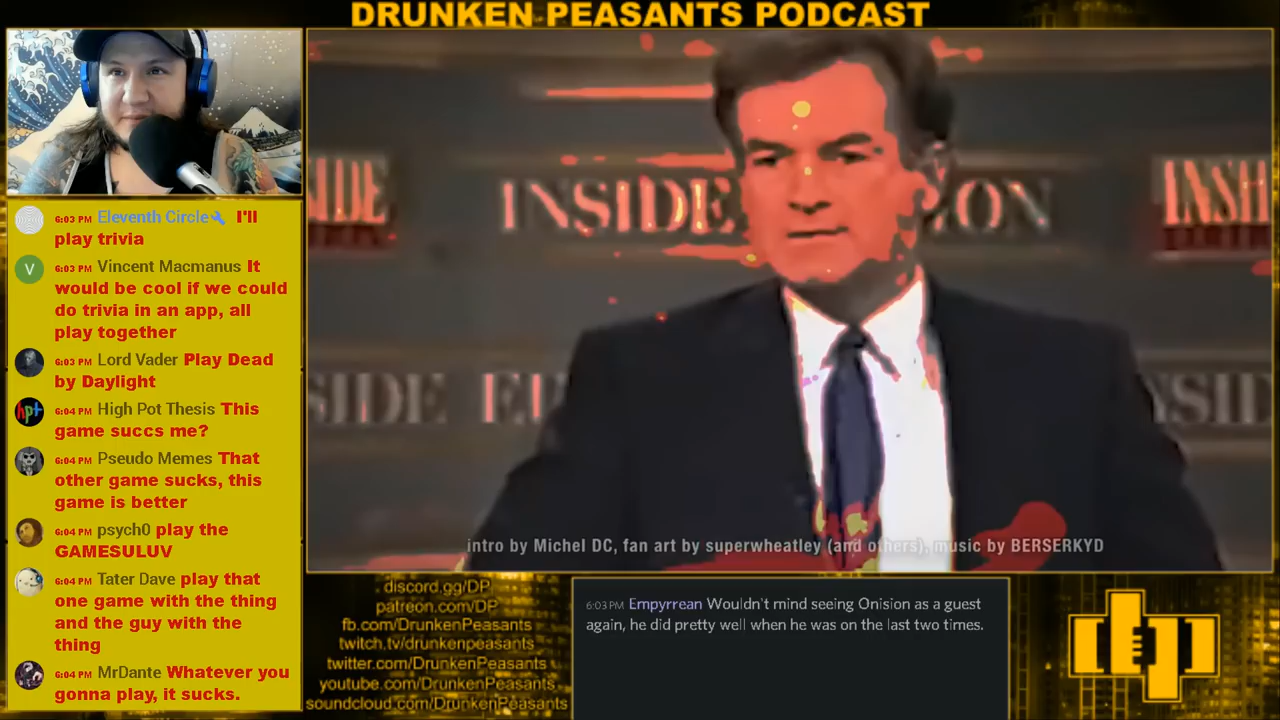 DRUNKEN PEASANTS PODCAST
IDE
INSIDE
ION
INSI
SIDE ED
6:03 PM Eleventh Circle I'll
play trivia
6:03 PM Vincent Macmanus It
would be cool if we could
do trivia in an app, all
play together
6:03 PM Lord Vader Play Dead
by Daylight
6:04 PM High Pot Thesis This
game succs me?
6:04 PM Pseudo Memes That
other game sucks, this
game is better
6:04 PM psych0 play the
GAMESULUV
6:04 PM Tater Dave play that
one game with the thing
and the guy with the
thing
6:04 PM MrDante Whatever you
gonna play, it sucks.
V
hpt
intro by Michel DC, fan art by superwheatley (and others), music by BERSERKYD
discord.gg/DP
patreon.com/DP
fb.com/DrunkenPeasants
twitch.tv/drunkenpeasants
twitter.com/DrunkenPeasants
youtube.com/DrunkenPeasants
soundcloud.com/DrunkenPeasants
6:03 PM Empyrrean Wouldn't mind seeing Onision as a guest
again, he did pretty well when he was on the last two times.